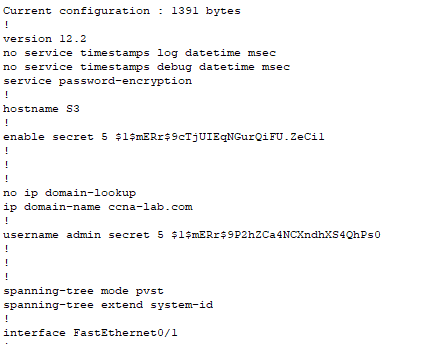 Current configuration : 1391 bytes
!
version 12.2
no service timestamps log datetime msec
no service timestamps debug datetime msec
service password-encryption
!
hostname S3
!
enable secret 5 $1$mERr$9cTjUIEqNGurQiFU.ZeCi1
!
!
!
no ip domain-lookup
ip domain-name ccna-lab.com
!
username admin secret 5 $1$mERr$9P2hZCa4NCXndhXS4QhPs0
!
!
!
spanning-tree mode pvst
spanning-tree extend system-id
!
interface FastEthernet0/1